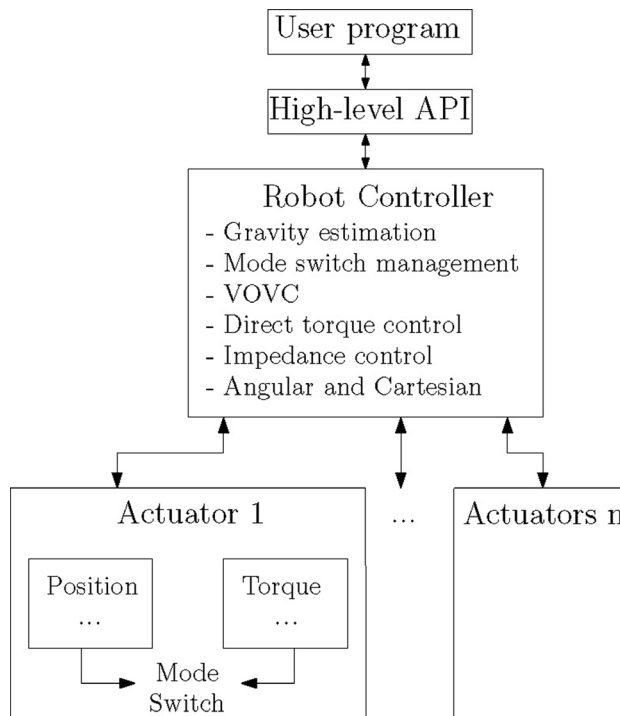 User program
High-level API
Robot Controller
- Gravity estimation
- Mode switch management
- VOVC
- Direct torque control
- Impedance control
- Angular and Cartesian
Actuator 1
...
Actuators n
Position
...
Torque
...
Mode
Switch